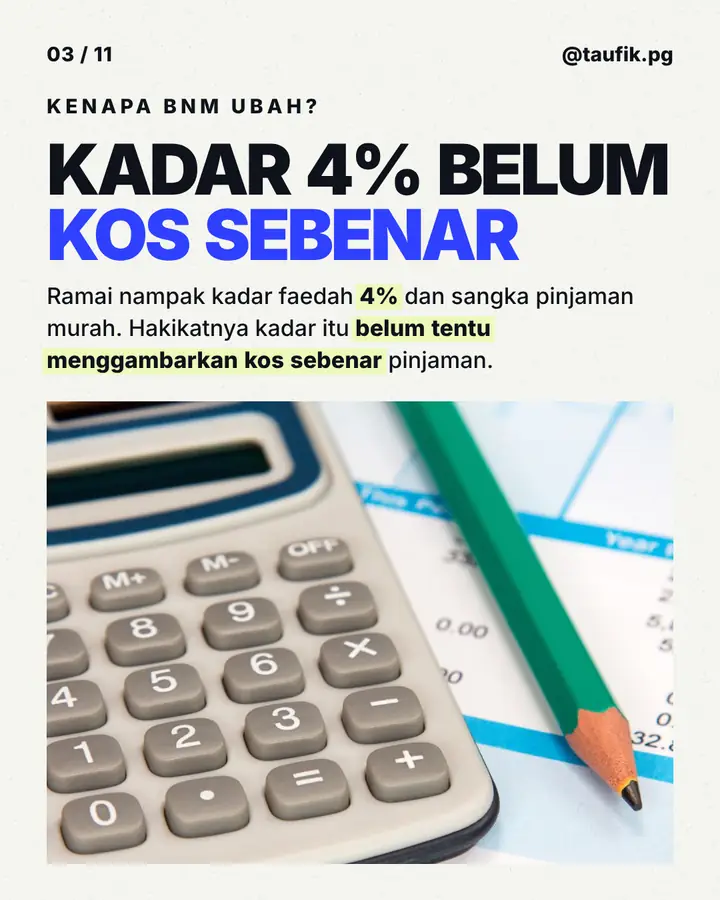 03 / 11
@taufik.pg
KENAPA BNM UBAH?
KADAR 4% BELUM
KOS SEBENAR
Ramai nampak kadar faedah 4% dan sangka pinjaman
murah. Hakikatnya kadar itu belum tentu
menggambarkan kos sebenar pinjaman.
OFF
M-
M+
÷
9
8
×
6
5
4
−
3
2
1
+
=
•
0
This
Year
0.00